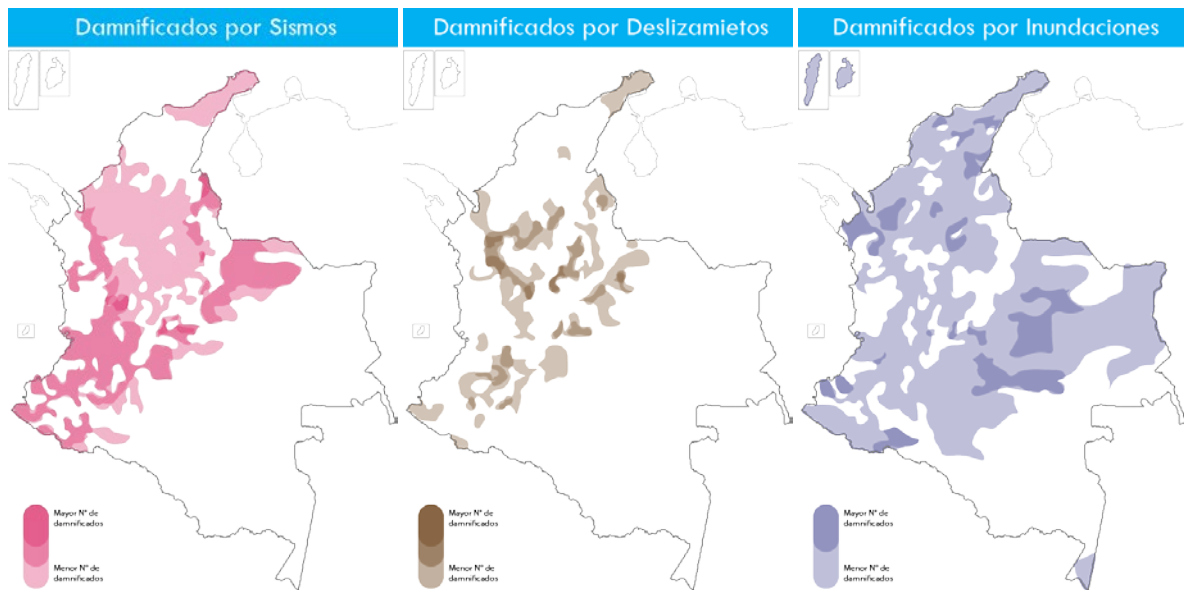 Damnificados por Sismos
Damnificados por Deslizamietos
Damnificados por Inundaciones
Mayor N° de
damnificados
Menor N° de
damnificados
Mayor N° de
damnificados
Menor N° de
damnificados
Mayor N° de
damnificados
Menor N° de
damnificados